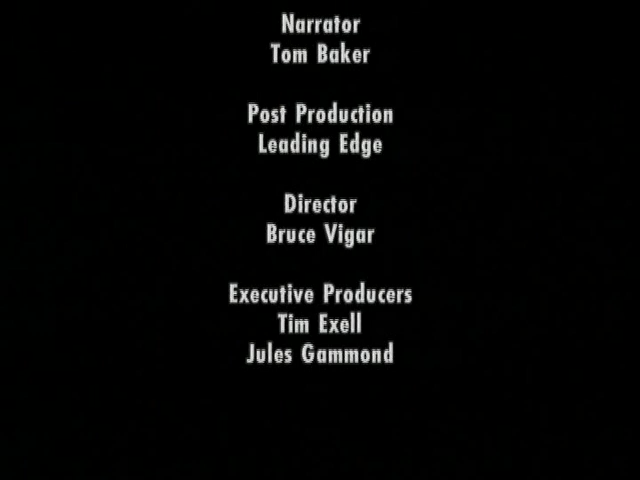 Narrator
Tom Baker
Post Production
Leading Edge
Director
Bruce Vigar
Executive Producers
Tim Exell
Jules Gammond